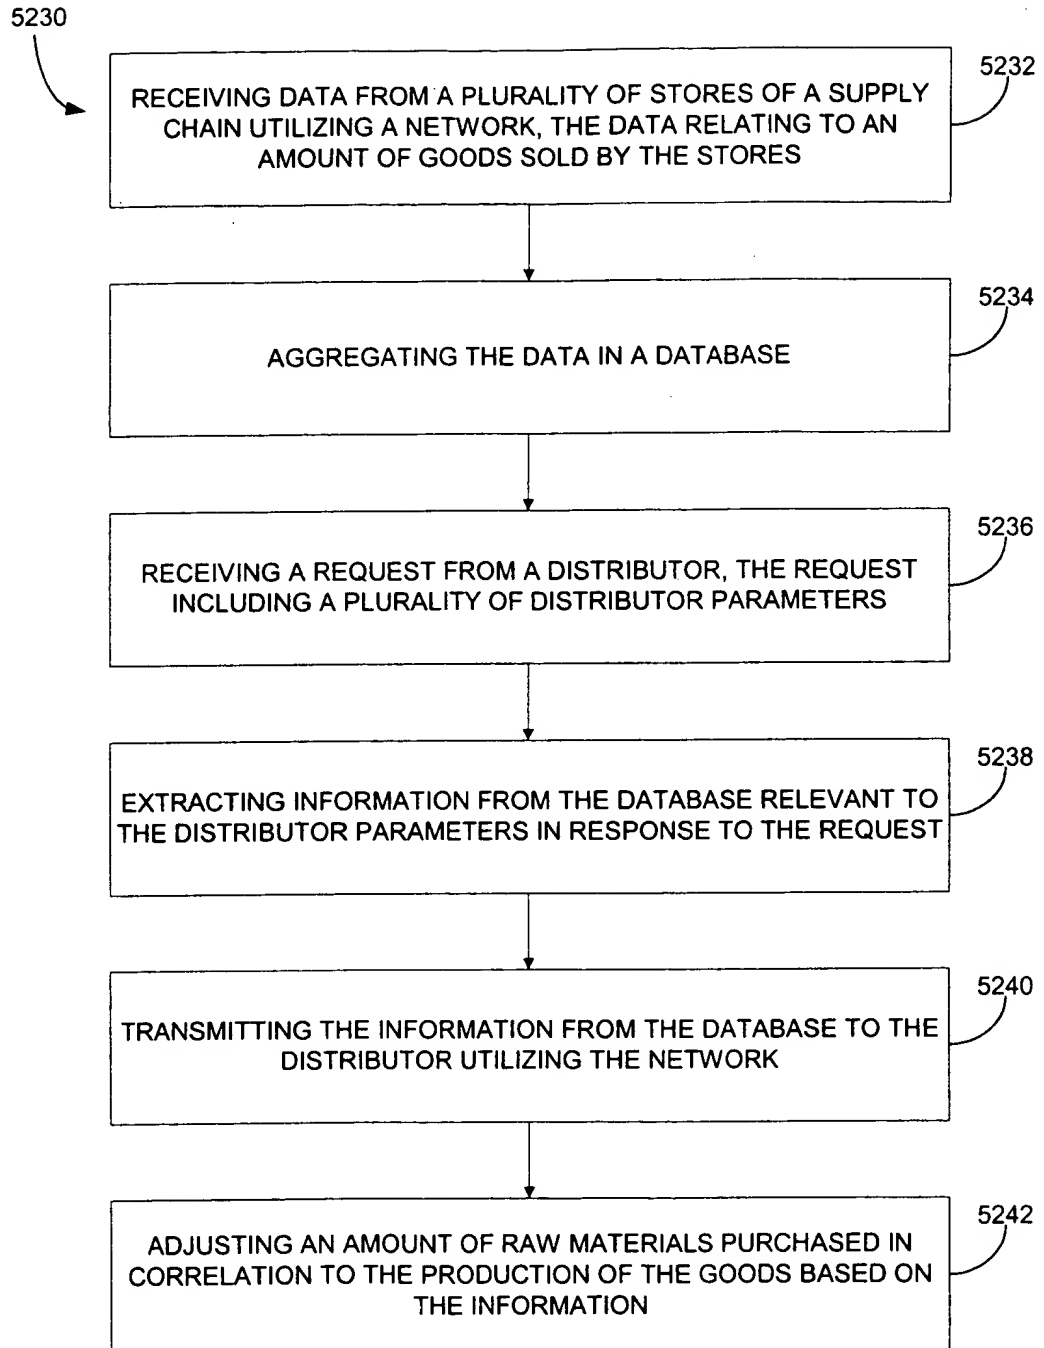 5230
5232
RECEIVING DATA FROM A PLURALITY OF STORES OF A SUPPLY
CHAIN UTILIZING A NETWORK, THE DATA RELATING TO AN
AMOUNT OF GOODS SOLD BY THE STORES
5234
AGGREGATING THE DATA IN A DATABASE
5236
RECEIVING A REQUEST FROM A DISTRIBUTOR, THE REQUEST
INCLUDING A PLURALITY OF DISTRIBUTOR PARAMETERS
5238
EXTRACTING INFORMATION FROM THE DATABASE RELEVANT TO
THE DISTRIBUTOR PARAMETERS IN RESPONSE TO THE REQUEST
5240
TRANSMITTING THE INFORMATION FROM THE DATABASE TO THE
DISTRIBUTOR UTILIZING THE NETWORK
5242
ADJUSTING AN AMOUNT OF RAW MATERIALS PURCHASED IN
CORRELATION TO THE PRODUCTION OF THE GOODS BASED ON
THE INFORMATION